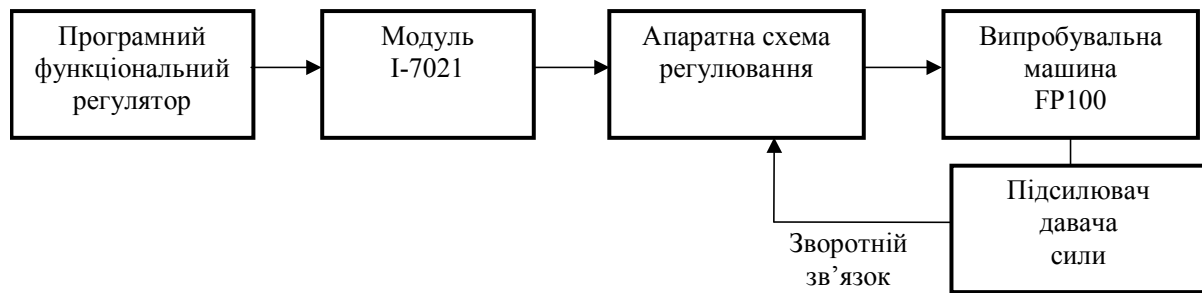 Програмний
функціональний
регулятор
Модуль
I-7021
Апаратна схема
регулювання
Випробувальна
машина
FP100
Підсилювач
давача
сили
Зворотній
зв’язок